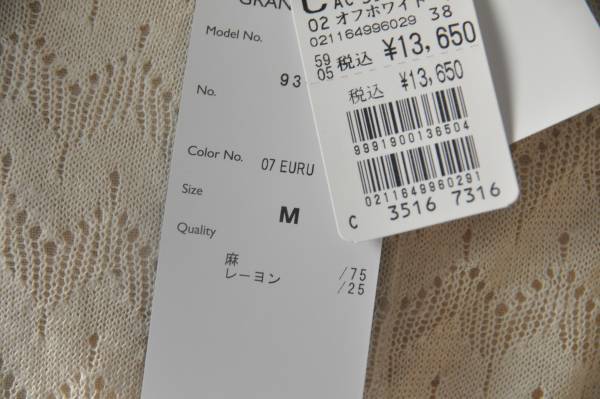 GRAN
Model No.
No. 93
Color No. 07 EURU
Size M
Quality
麻 /75
レーヨン /25
02 オフホワイト
021164996029 38
59
05 税込 ¥13,650
税込 ¥13,650
9991900136504
0211649960291
C 3516 7316